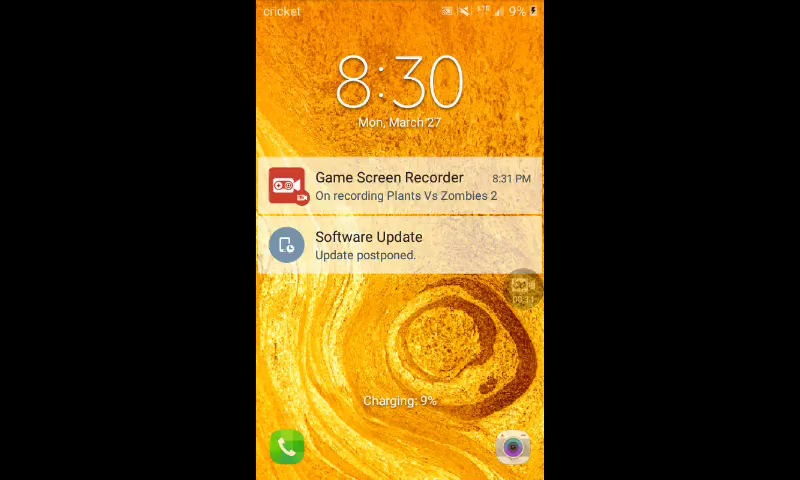 cricket
LTE 9%
8:30
Mon, March 27
Game Screen Recorder 8:31 PM
On recording Plants Vs Zombies 2
Software Update
Update postponed.
Charging: 9%